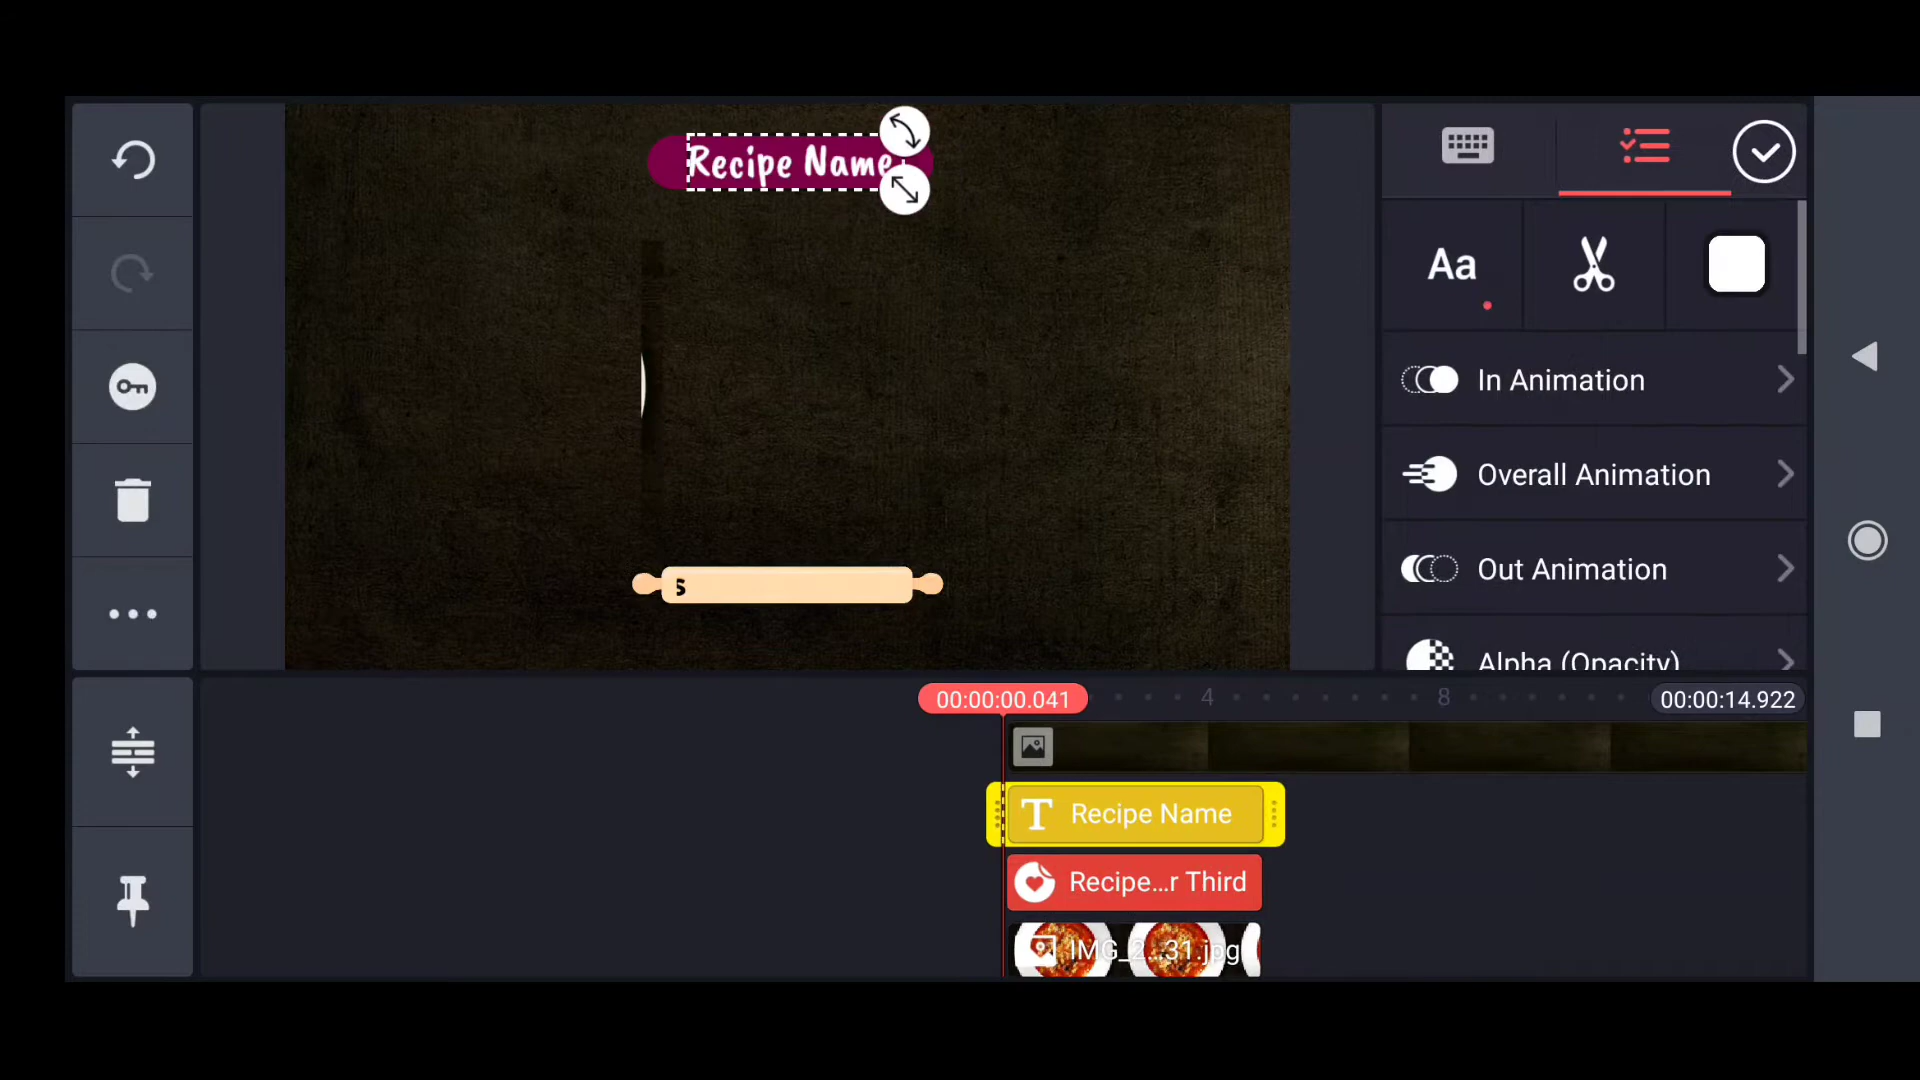 Recipe Name
Aa
In Animation
Overall Animation
Out Animation
Alpha (Opacity)
S
00:00:00.041
4
8
00:00:14.922
T Recipe Name
Recipe...r Third
IMG_2...31.jpg